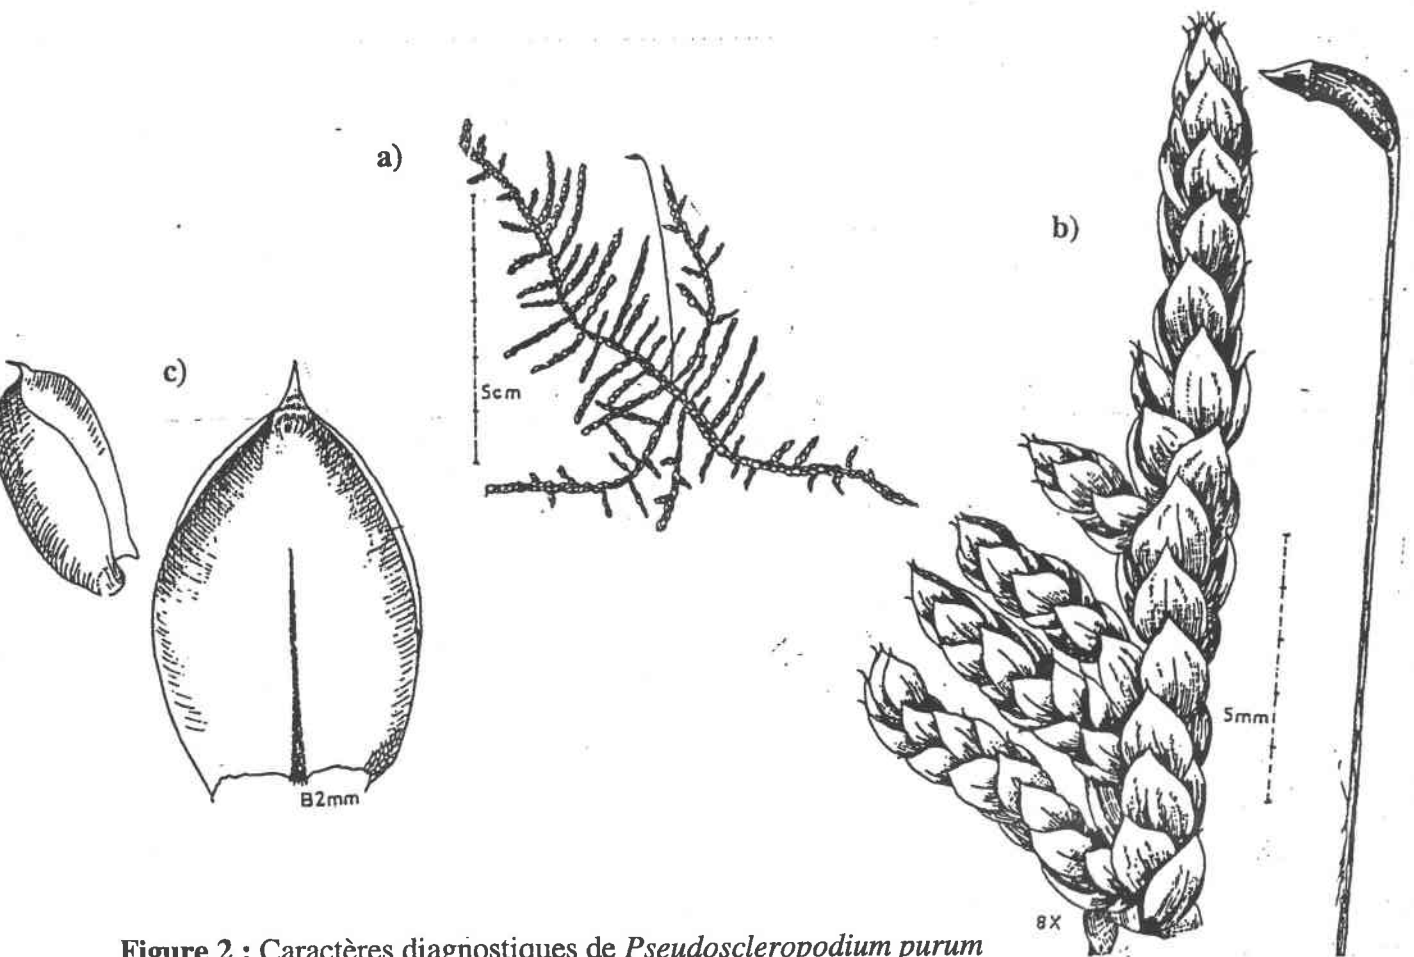 a)
b)
c)
5cm
5mm
B2mm
8X
Figure 2 : Caractères diagnostiques de Pseudoscleropodium purum